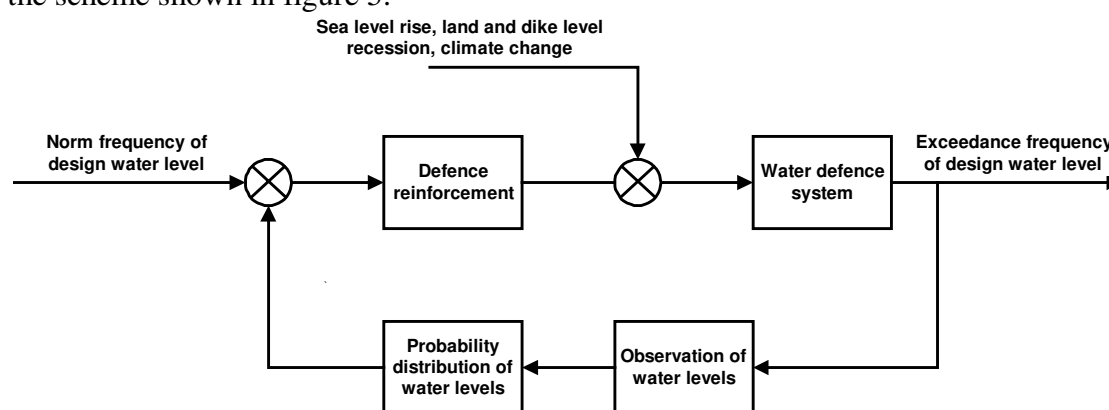 the scheme shown in figure 3.
Sea level rise, land and dike level
recession, climate change
Norm frequency of
design water level
Defence
reinforcement
Water defence
system
Exceedance frequency
of design water level
Probability
distribution of
water levels
Observation of
water levels